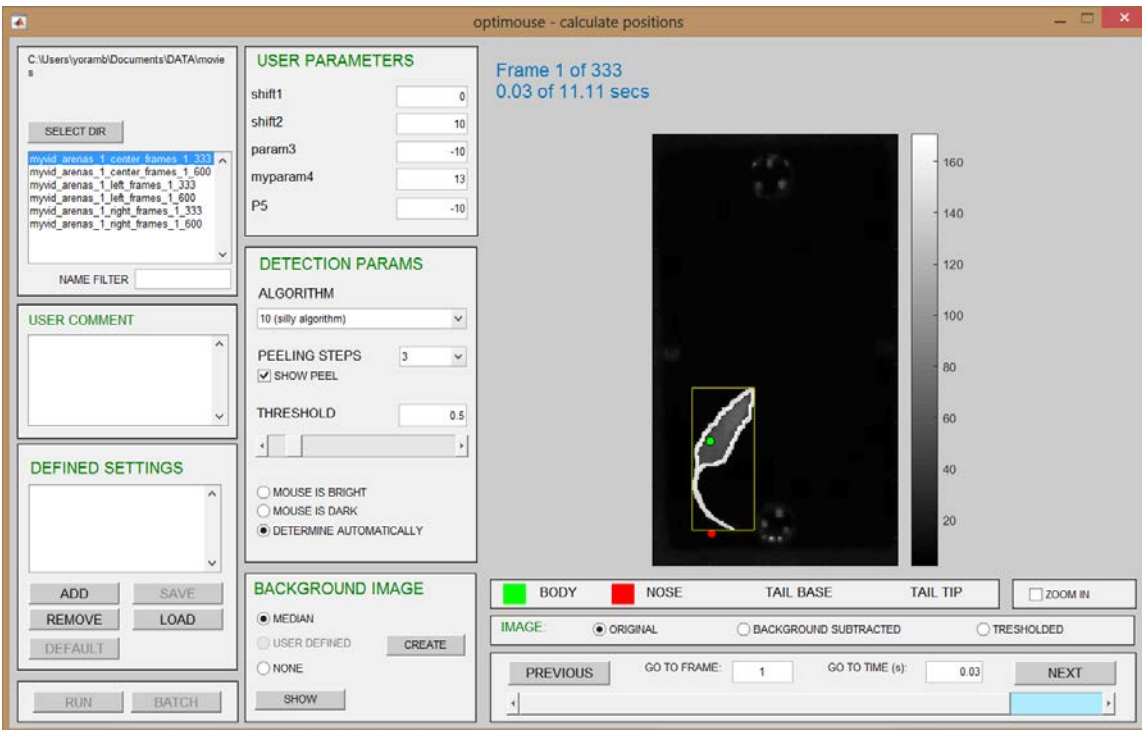 optimouse - calculate positions
C:\Users\yoramb\Documents\DATA\movie
s
SELECT DIR
myvid_arenas_1_center_frames_1_333
myvid_arenas_1_center_frames_1_600
myvid_arenas_1_left_frames_1_333
myvid_arenas_1_left_frames_1_600
myvid_arenas_1_right_frames_1_333
myvid_arenas_1_right_frames_1_600
NAME FILTER
USER COMMENT
DEFINED SETTINGS
ADD SAVE
REMOVE LOAD
DEFAULT
RUN BATCH
USER PARAMETERS
shift1 0
shift2 10
param3 -10
myparam4 13
P5 -10
DETECTION PARAMS
ALGORITHM
10 (silly algorithm)
PEELING STEPS 3
SHOW PEEL
THRESHOLD 0.5
MOUSE IS BRIGHT
MOUSE IS DARK
DETERMINE AUTOMATICALLY
BACKGROUND IMAGE
MEDIAN
USER DEFINED CREATE
NONE
SHOW
Frame 1 of 333
0.03 of 11.11 secs
160
140
120
100
80
60
40
20
BODY NOSE TAIL BASE TAIL TIP ZOOM IN
IMAGE: ORIGINAL BACKGROUND SUBTRACTED TRESHOLDED
PREVIOUS GO TO FRAME: 1 GO TO TIME (s): 0.03 NEXT